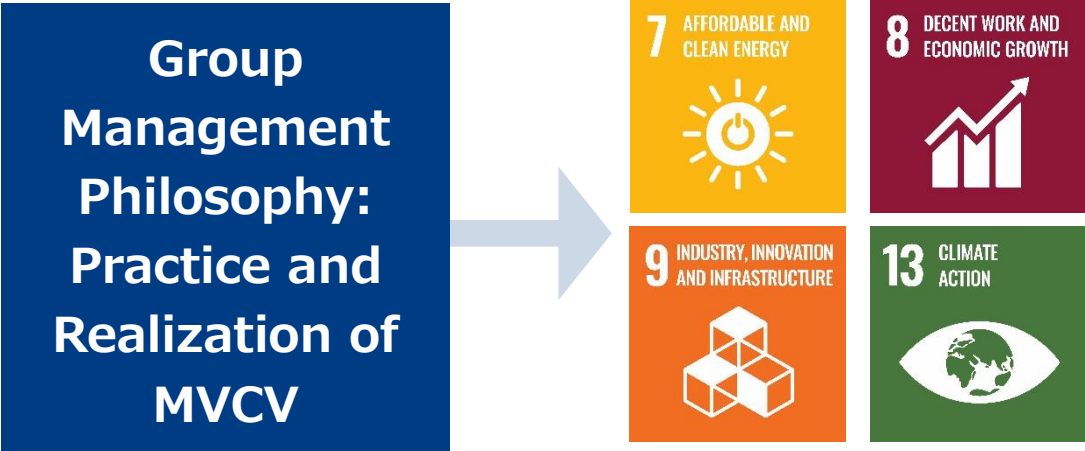 Group
Management
Philosophy:
Practice and
Realization of
MVCV
7 AFFORDABLE AND
CLEAN ENERGY
8 DECENT WORK AND
ECONOMIC GROWTH
9 INDUSTRY, INNOVATION
AND INFRASTRUCTURE
13 CLIMATE
ACTION